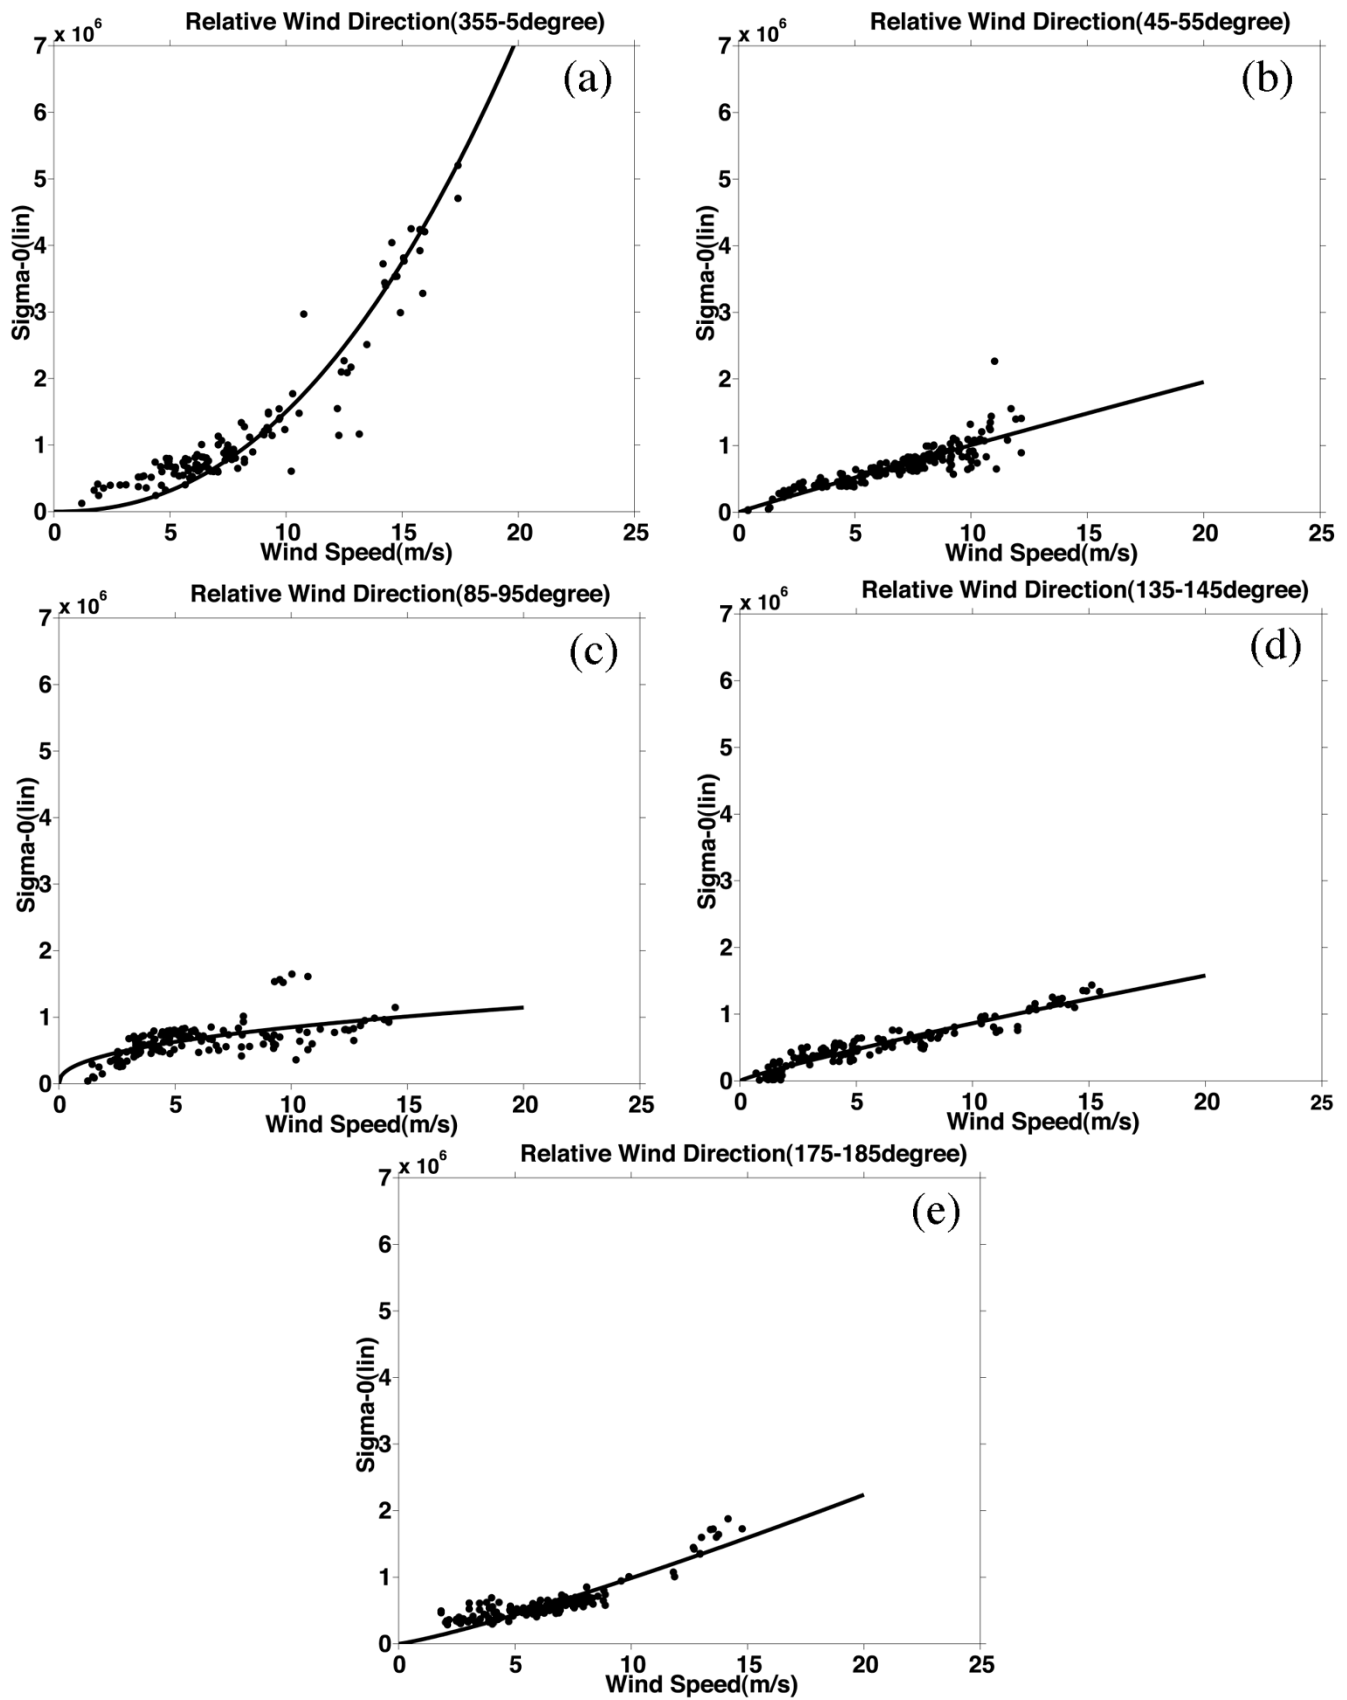 Relative Wind Direction(355-5degree)
7 x 10^6
(a)
6
5
4
3
2
1
0
Sigma-0(lin)
0 5 10 15 20 25
Wind Speed(m/s)
Relative Wind Direction(45-55degree)
7 x 10^6
(b)
6
5
4
3
2
1
0
Sigma-0(lin)
0 5 10 15 20 25
Wind Speed(m/s)
Relative Wind Direction(85-95degree)
7 x 10^6
(c)
6
5
4
3
2
1
0
Sigma-0(lin)
0 5 10 15 20 25
Wind Speed(m/s)
Relative Wind Direction(135-145degree)
7 x 10^6
(d)
6
5
4
3
2
1
0
Sigma-0(lin)
0 5 10 15 20 25
Wind Speed(m/s)
Relative Wind Direction(175-185degree)
7 x 10^6
(e)
6
5
4
3
2
1
0
Sigma-0(lin)
0 5 10 15 20 25
Wind Speed(m/s)